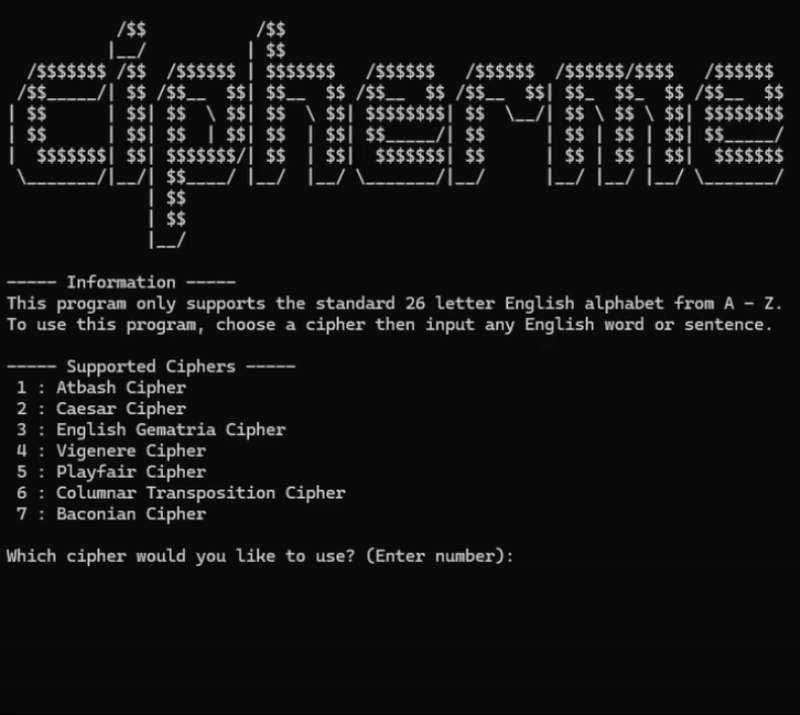 cipherme
----- Information -----
This program only supports the standard 26 letter English alphabet from A - Z.
To use this program, choose a cipher then input any English word or sentence.
----- Supported Ciphers -----
1 : Atbash Cipher
2 : Caesar Cipher
3 : English Gematria Cipher
4 : Vigenere Cipher
5 : Playfair Cipher
6 : Columnar Transposition Cipher
7 : Baconian Cipher
Which cipher would you like to use? (Enter number):